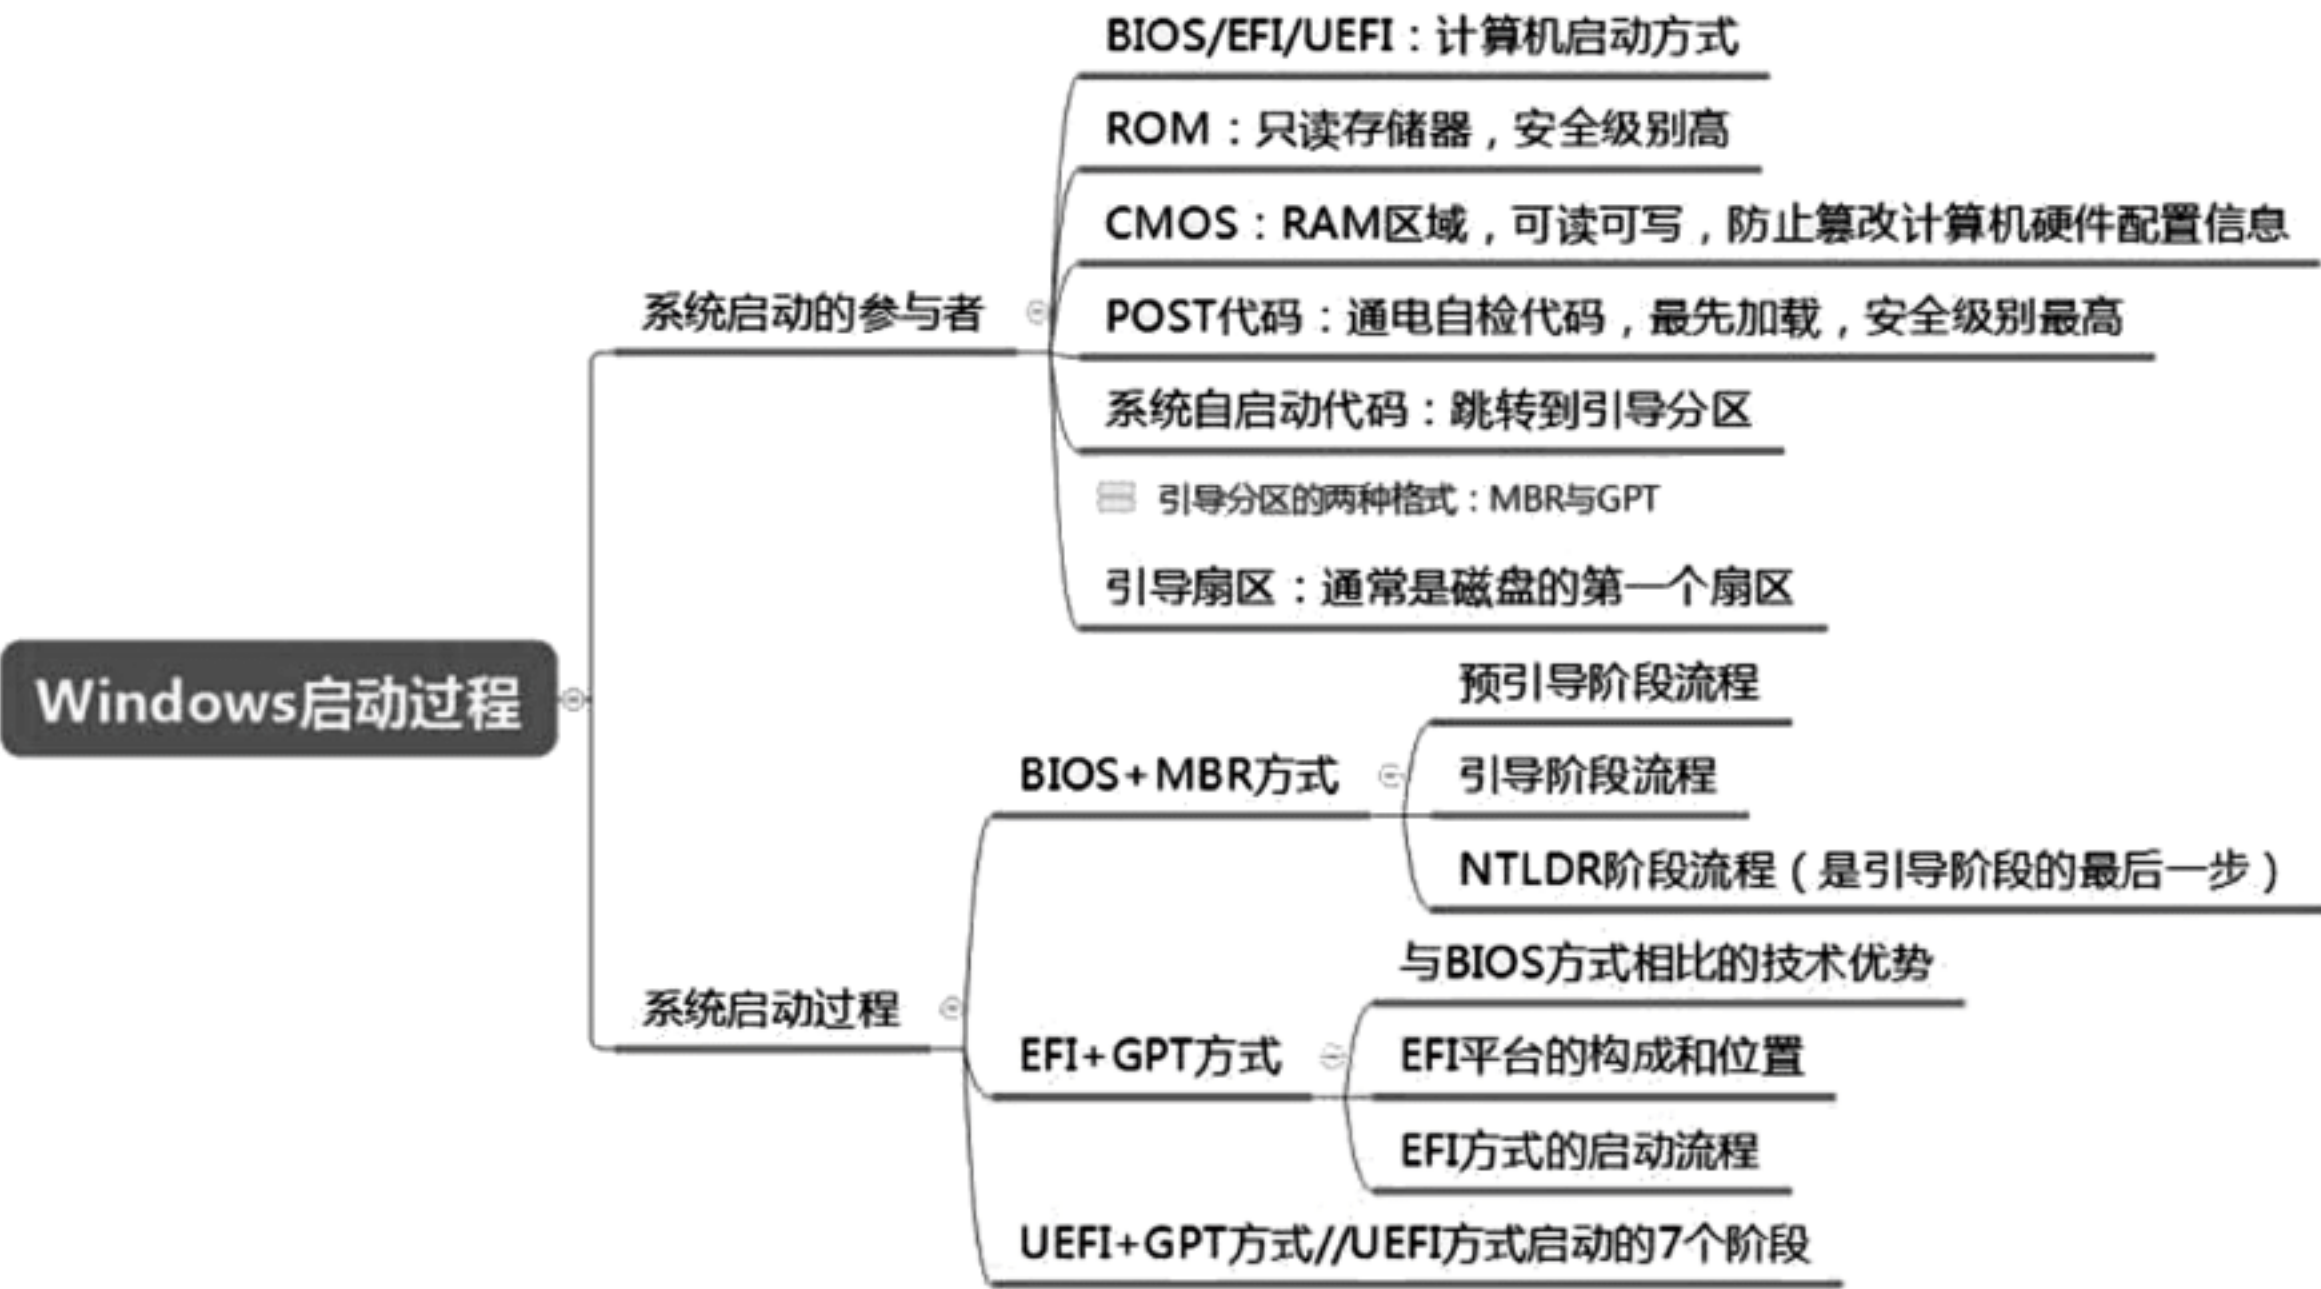 BIOS/EFI/UEFI：计算机启动方式
ROM：只读存储器，安全级别高
CMOS：RAM区域，可读可写，防止篡改计算机硬件配置信息
系统启动的参与者
POST代码：通电自检代码，最先加载，安全级别最高
系统自启动代码：跳转到引导分区
引导分区的两种格式：MBR与GPT
引导扇区：通常是磁盘的第一个扇区
Windows启动过程
预引导阶段流程
BIOS+MBR方式
引导阶段流程
NTLDR阶段流程（是引导阶段的最后一步）
系统启动过程
与BIOS方式相比的技术优势
EFI+GPT方式
EFI平台的构成和位置
EFI方式的启动流程
UEFI+GPT方式//UEFI方式启动的7个阶段